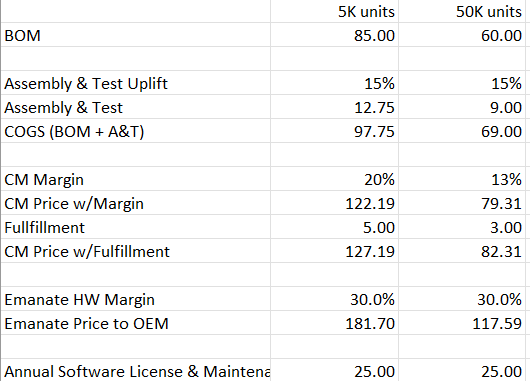 5K units 50K units
BOM 85.00 60.00
Assembly & Test Uplift 15% 15%
Assembly & Test 12.75 9.00
COGS (BOM + A&T) 97.75 69.00
CM Margin 20% 13%
CM Price w/Margin 122.19 79.31
Fullfillment 5.00 3.00
CM Price w/Fulfillment 127.19 82.31
Emanate HW Margin 30.0% 30.0%
Emanate Price to OEM 181.70 117.59
Annual Software License & Maintena 25.00 25.00